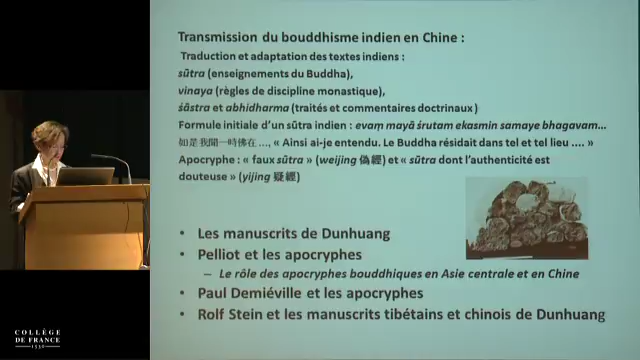 Transmission du bouddhisme indien en Chine :
Traduction et adaptation des textes indiens :
sūtra (enseignements du Buddha),
vinaya (règles de discipline monastique),
śāstra et abhidharma (traités et commentaires doctrinaux )
Formule initiale d'un sūtra indien : evaṃ mayā śrutam ekasmin samaye bhagavam...
如是我聞一時佛在 ..., « Ainsi ai-je entendu. Le Buddha résidait dans tel et tel lieu .... »
Apocryphe : « faux sūtra » (weijing 偽經) et « sūtra dont l'authenticité est
douteuse » (yijing 疑經)
• Les manuscrits de Dunhuang
• Pelliot et les apocryphes
– Le rôle des apocryphes bouddhiques en Asie centrale et en Chine
• Paul Demiéville et les apocryphes
• Rolf Stein et les manuscrits tibétains et chinois de Dunhuang
COLLÈGE
DE FRANCE
1530